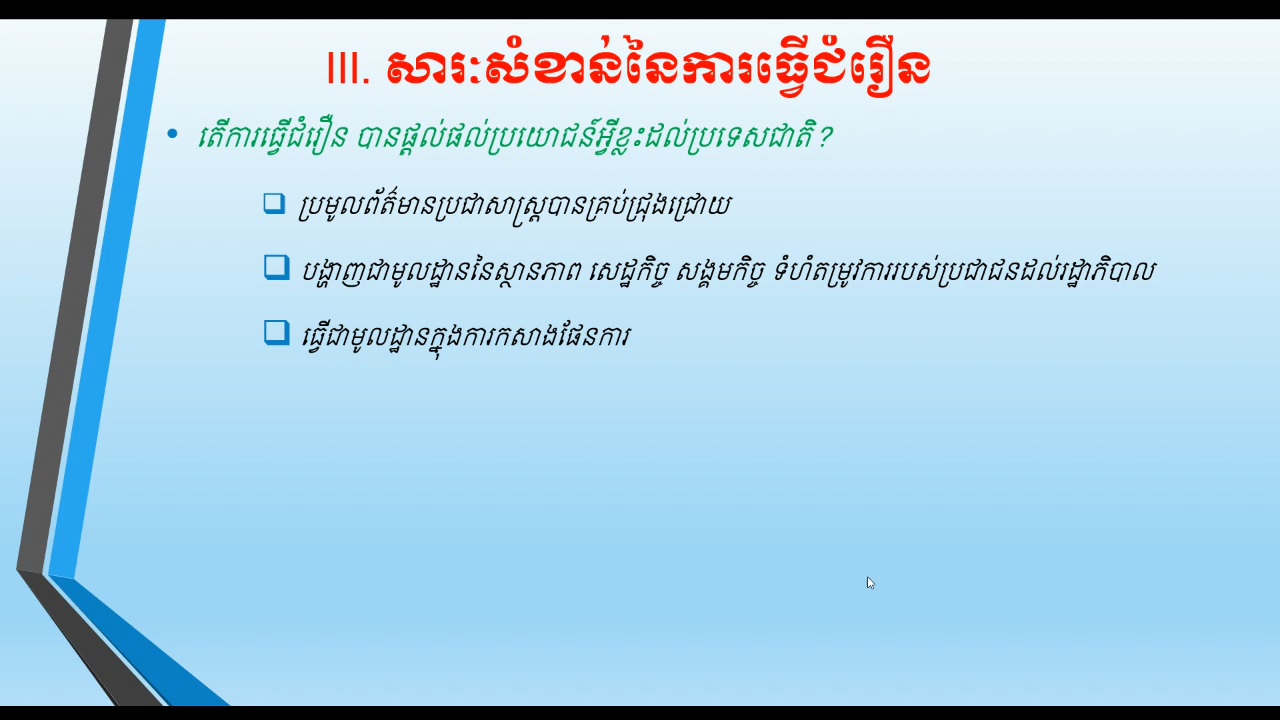 III. សារៈសំខាន់នៃការធ្វើជំរឿន
• តើការធ្វើជំរឿន បានផ្តល់ផល់ប្រយោជន៍អ្វីខ្លះដល់ប្រទេសជាតិ?
❑ ប្រមូលព័ត៌មានប្រជាសាស្ត្របានគ្រប់ជ្រុងជ្រោយ
❑ បង្ហាញជាមូលដ្ឋាននៃស្ថានភាព សេដ្ឋកិច្ច សង្គមកិច្ច ទំហំតម្រូវការរបស់ប្រជាជនដល់រដ្ឋាភិបាល
❑ ធ្វើជាមូលដ្ឋានក្នុងការកសាងផែនការ